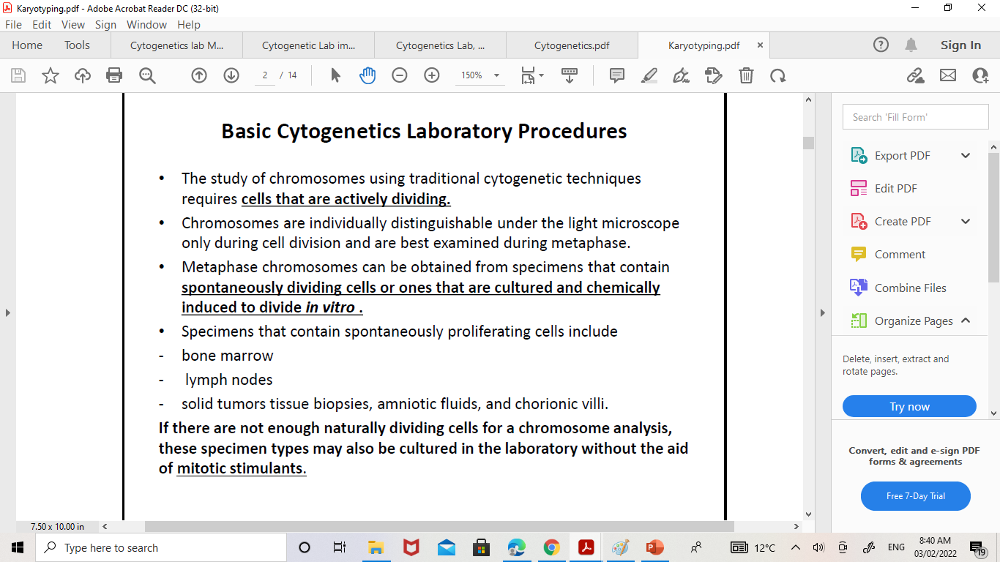 Karyotyping.pdf - Adobe Acrobat Reader DC (32-bit)
File Edit View Sign Window Help
Home Tools Cytogenetics lab M... Cytogenetic Lab im... Cytogenetics Lab, ... Cytogenetics.pdf Karyotyping.pdf × ? Sign In
2 / 14 150%
Basic Cytogenetics Laboratory Procedures
• The study of chromosomes using traditional cytogenetic techniques
requires cells that are actively dividing.
• Chromosomes are individually distinguishable under the light microscope
only during cell division and are best examined during metaphase.
• Metaphase chromosomes can be obtained from specimens that contain
spontaneously dividing cells or ones that are cultured and chemically
induced to divide in vitro .
• Specimens that contain spontaneously proliferating cells include
- bone marrow
- lymph nodes
- solid tumors tissue biopsies, amniotic fluids, and chorionic villi.
If there are not enough naturally dividing cells for a chromosome analysis,
these specimen types may also be cultured in the laboratory without the aid
of mitotic stimulants.
7.50 x 10.00 in
Search 'Fill Form'
Export PDF
Edit PDF
Create PDF
Comment
Combine Files
Organize Pages
Delete, insert, extract and
rotate pages.
Try now
Convert, edit and e-sign PDF
forms & agreements
Free 7-Day Trial
Type here to search
12°C
ENG
8:40 AM
03/02/2022
19